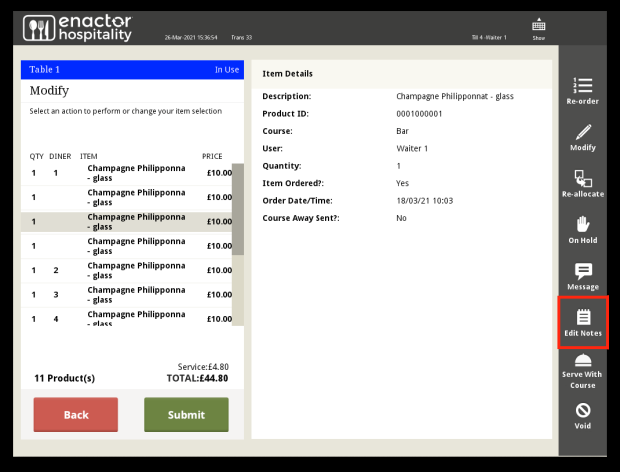 enactor
hospitality
26-Mar-2021 15:36:54 Trans 33
Till 4 -Waiter 1
Show
Table 1 In Use
Modify
Select an action to perform or change your item selection
QTY DINER ITEM PRICE
1 1 Champagne Philipponna £10.00
- glass
1 Champagne Philipponna £10.00
- glass
1 Champagne Philipponna £10.00
- glass
1 Champagne Philipponna £10.00
- glass
1 2 Champagne Philipponna £10.00
- glass
1 3 Champagne Philipponna £10.00
- glass
1 4 Champagne Philipponna £10.00
- glass
Service:£4.80
11 Product(s) TOTAL:£44.80
Back Submit
Item Details
Description: Champagne Philipponnat - glass
Product ID: 0001000001
Course: Bar
User: Waiter 1
Quantity: 1
Item Ordered?: Yes
Order Date/Time: 18/03/21 10:03
Course Away Sent?: No
Re-order
Modify
Re-allocate
On Hold
Message
Edit Notes
Serve With
Course
Void